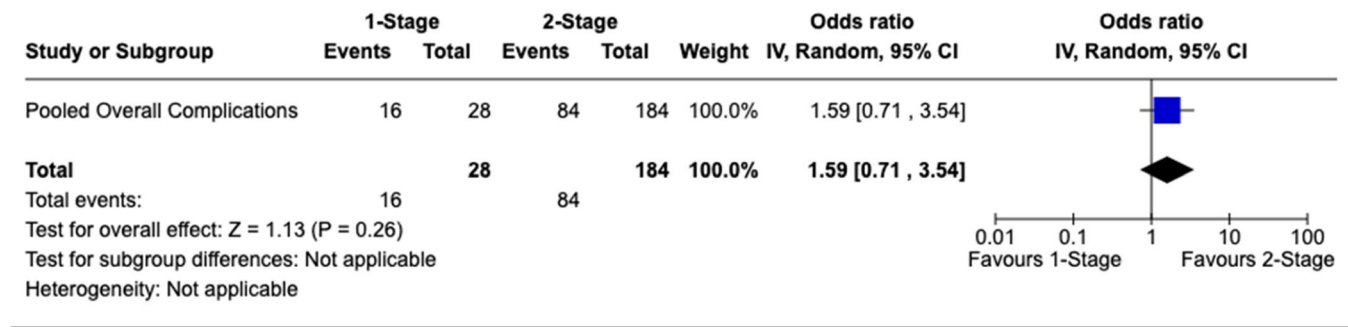 1-Stage 2-Stage Odds ratio Odds ratio
Study or Subgroup Events Total Events Total Weight IV, Random, 95% CI IV, Random, 95% CI
Pooled Overall Complications 16 28 84 184 100.0% 1.59 [0.71 , 3.54]
Total 28 184 100.0% 1.59 [0.71 , 3.54]
Total events: 16 84
Test for overall effect: Z = 1.13 (P = 0.26)
0.01 0.1 1 10 100
Test for subgroup differences: Not applicable Favours 1-Stage Favours 2-Stage
Heterogeneity: Not applicable